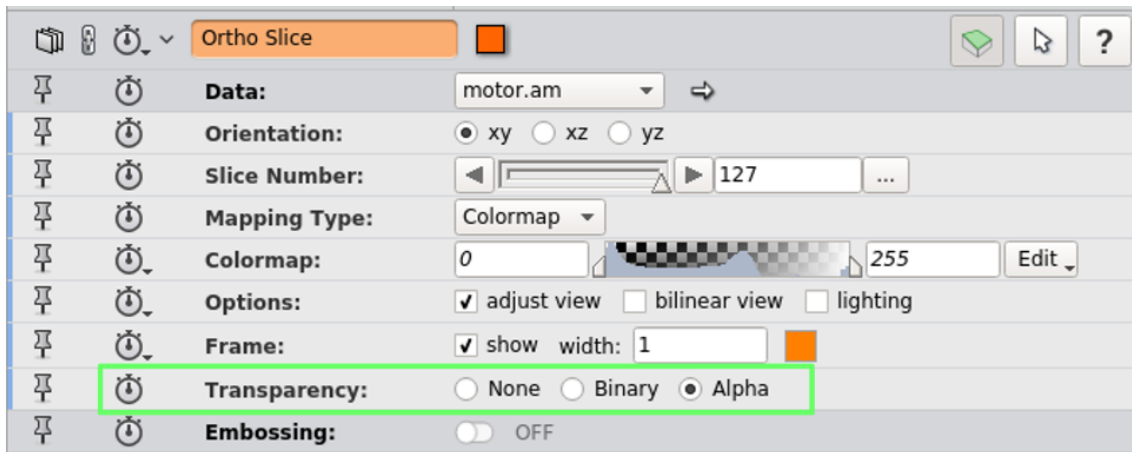 Ortho Slice ?
Data: motor.am
Orientation: xy xz yz
Slice Number: 127 ...
Mapping Type: Colormap
Colormap: 0 255 Edit
Options: adjust view bilinear view lighting
Frame: show width: 1
Transparency: None Binary Alpha
Embossing: OFF